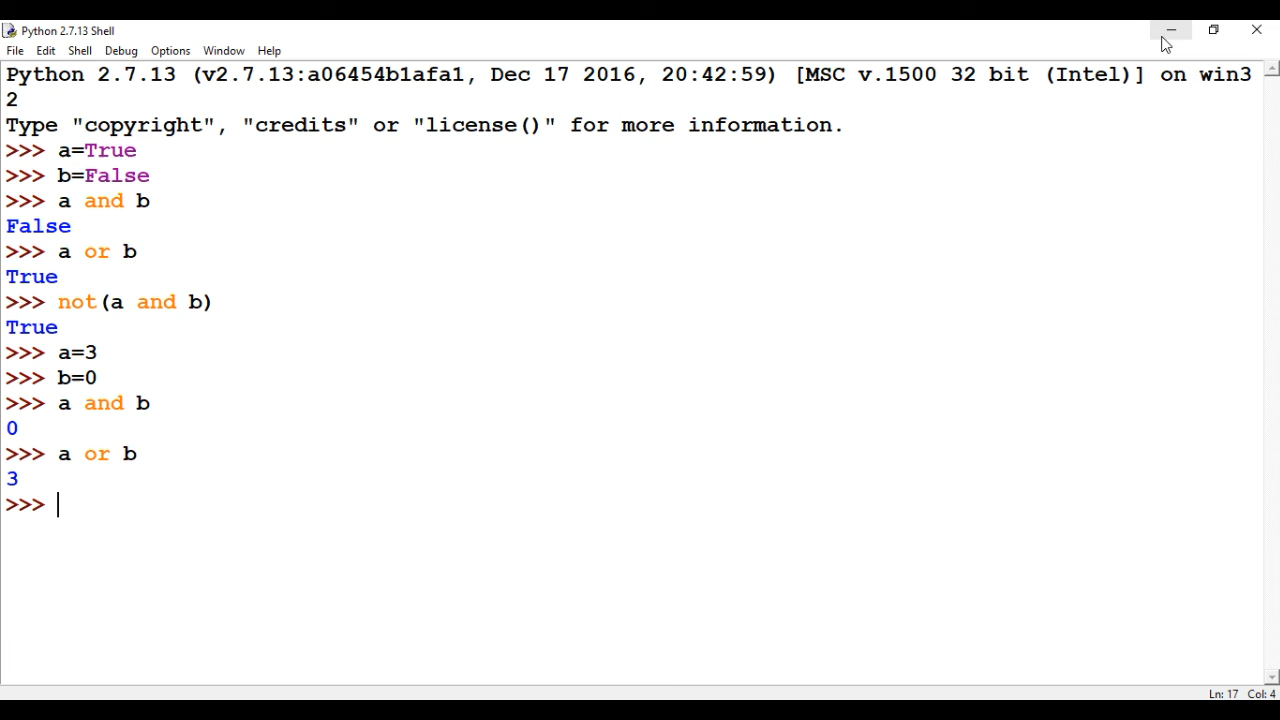 Python 2.7.13 Shell
File Edit Shell Debug Options Window Help
Python 2.7.13 (v2.7.13:a06454b1afa1, Dec 17 2016, 20:42:59) [MSC v.1500 32 bit (Intel)] on win3
2
Type "copyright", "credits" or "license()" for more information.
>>> a=True
>>> b=False
>>> a and b
False
>>> a or b
True
>>> not(a and b)
True
>>> a=3
>>> b=0
>>> a and b
0
>>> a or b
3
>>>
Ln: 17 Col: 4